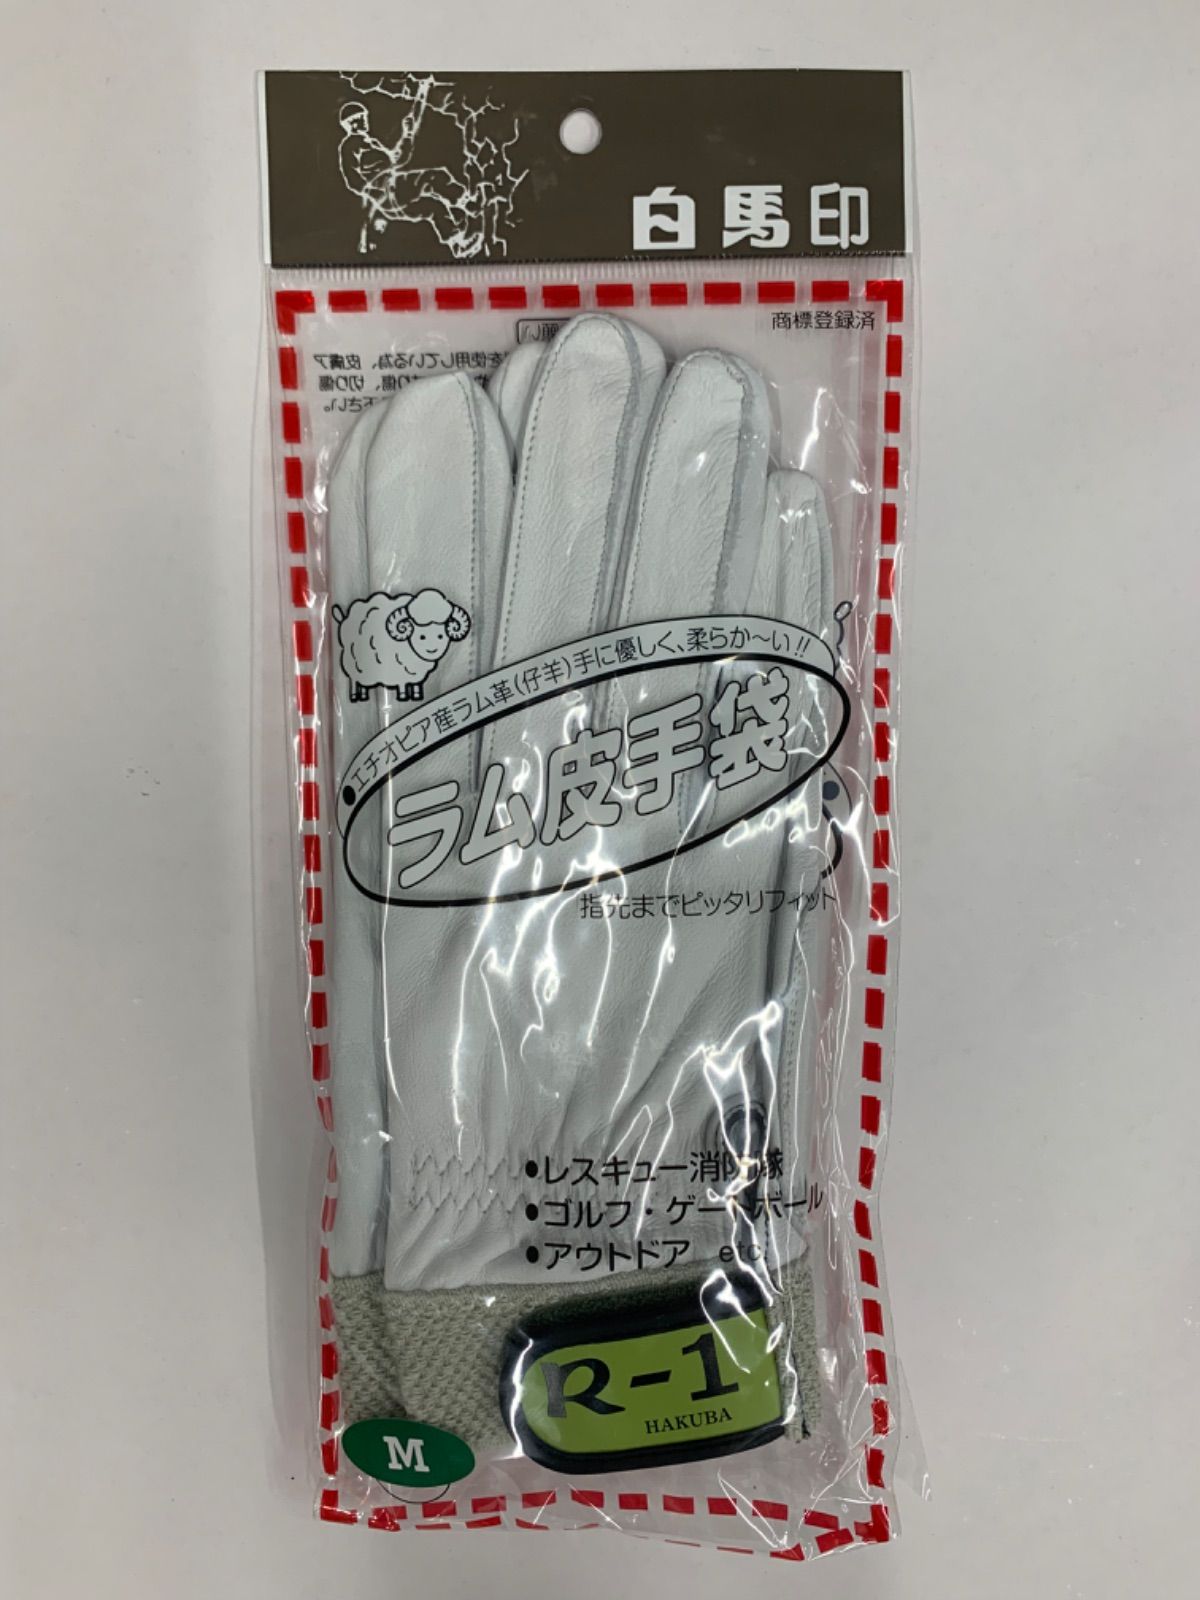 白馬印
商標登録済
エチオピア産ラム革(仔羊)手に優しく、柔らか〜い!!
ラム皮手袋
指先までピッタリフィット
•レスキュー消防隊
•ゴルフ・ゲートボール
•アウトドア etc.
R-1
HAKUBA
M